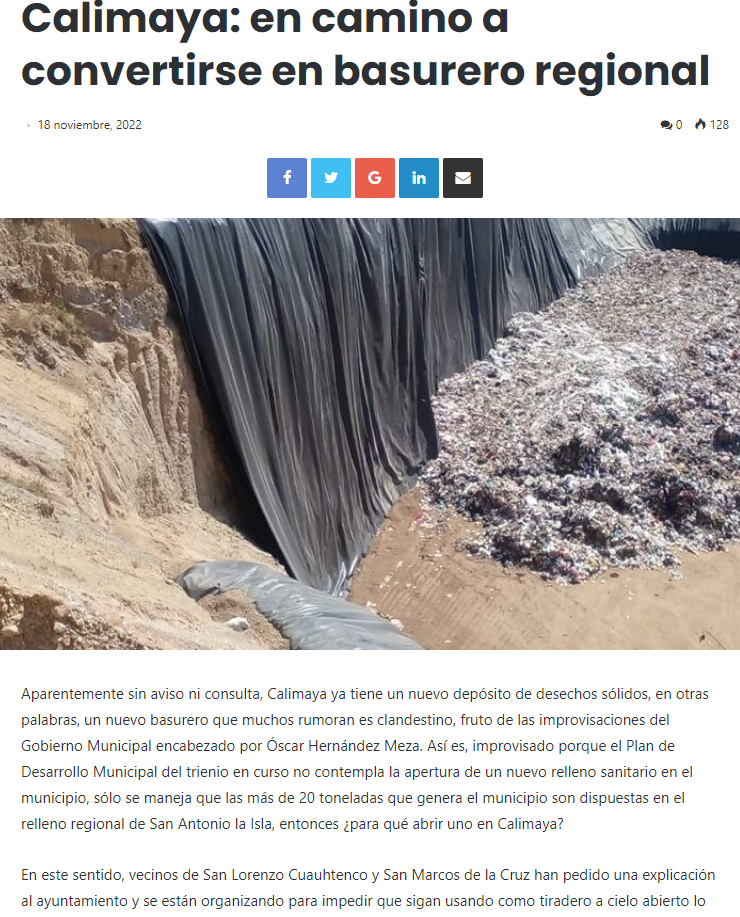 Calimaya: en camino a
convertirse en basurero regional
18 noviembre, 2022
0
128
Aparentemente sin aviso ni consulta, Calimaya ya tiene un nuevo depósito de desechos sólidos, en otras
palabras, un nuevo basurero que muchos rumoran es clandestino, fruto de las improvisaciones del
Gobierno Municipal encabezado por Óscar Hernández Meza. Así es, improvisado porque el Plan de
Desarrollo Municipal del trienio en curso no contempla la apertura de un nuevo relleno sanitario en el
municipio, sólo se maneja que las más de 20 toneladas que genera el municipio son dispuestas en el
relleno regional de San Antonio la Isla, entonces ¿para qué abrir uno en Calimaya?
En este sentido, vecinos de San Lorenzo Cuauhtenco y San Marcos de la Cruz han pedido una explicación
al ayuntamiento y se están organizando para impedir que sigan usando como tiradero a cielo abierto lo